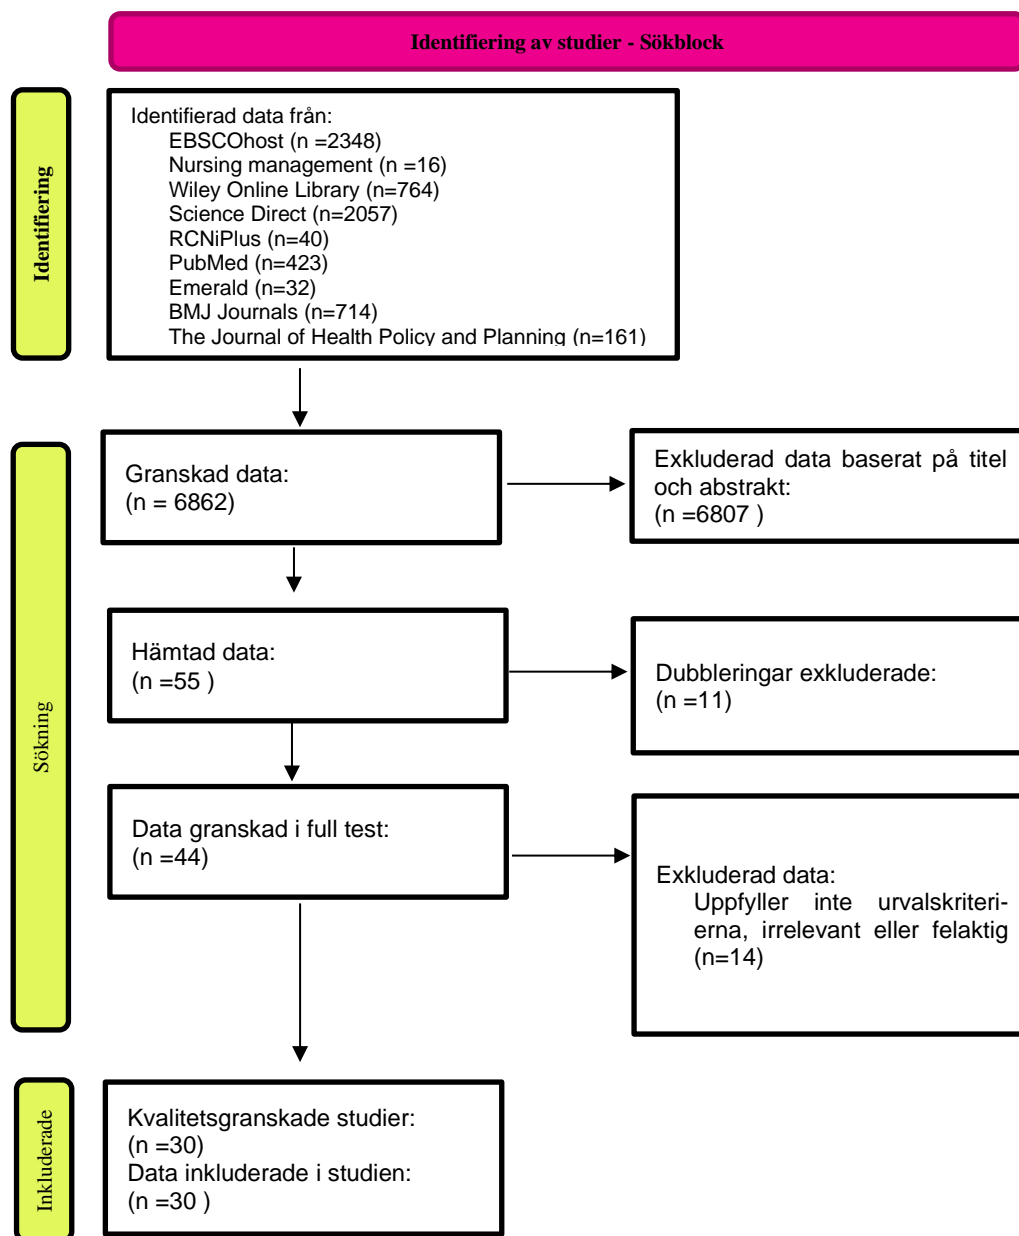 Identifiering av studier - Sökblock
Identifiering
Identifierad data från:
EBSCOhost (n =2348)
Nursing management (n =16)
Wiley Online Library (n=764)
Science Direct (n=2057)
RCNiPlus (n=40)
PubMed (n=423)
Emerald (n=32)
BMJ Journals (n=714)
The Journal of Health Policy and Planning (n=161)
Sökning
Granskad data:
(n = 6862)
Exkluderad data baserat på titel
och abstrakt:
(n =6807 )
Hämtad data:
(n =55 )
Dubbleringar exkluderade:
(n =11)
Data granskad i full test:
(n =44)
Exkluderad data:
Uppfyller inte urvalskriteri-
erna, irrelevant eller felaktig
(n=14)
Inkluderade
Kvalitetsgranskade studier:
(n =30)
Data inkluderade i studien:
(n =30 )